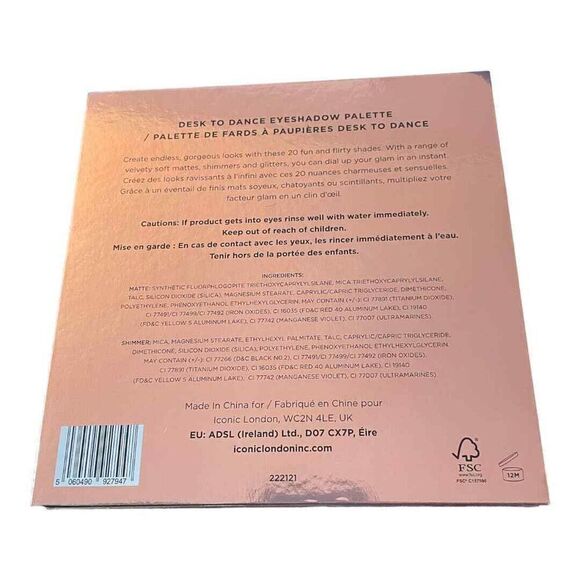 DESK TO DANCE EYESHADOW PALETTE
/ PALETTE DE FARDS À PAUPIÈRES DESK TO DANCE
Create endless, gorgeous looks with these 20 fun and flirty shades. With a range of
velvety soft mattes, shimmers and glitters, you can dial up your glam in an instant.
Créez des looks ravissants à l'infini avec ces 20 nuances charmeuses et sensuelles.
Grâce à un éventail de finis mats soyeux, chatoyants ou scintillants, multipliez votre
facteur glam en un clin d'œil.
Cautions: If product gets into eyes rinse well with water immediately.
Keep out of reach of children.
Mise en garde : En cas de contact avec les yeux, les rincer immédiatement à l'eau.
Tenir hors de la portée des enfants.
INGREDIENTS:
MATTE: SYNTHETIC FLUORPHLOGOPITE TRIETHOXYCAPRYLYLSILANE, MICA TRIETHOXYCAPRYLYLSILANE,
TALC, SILICON DIOXIDE (SILICA), MAGNESIUM STEARATE, CAPRYLIC/CAPRIC TRIGLYCERIDE, DIMETHICONE,
POLYETHYLENE, PHENOXYETHANOL ETHYLHEXYLGLYCERIN. MAY CONTAIN (+/-): CI 77891 (TITANIUM DIOXIDE),
CI 77491/CI 77499/CI 77492 (IRON OXIDES), CI 16035 (FD&C RED 40 ALUMINUM LAKE), CI 19140
(FD&C YELLOW 5 ALUMINUM LAKE), CI 77742 (MANGANESE VIOLET), CI 77007 (ULTRAMARINES)
SHIMMER: MICA, MAGNESIUM STEARATE, ETHYLHEXYL PALMITATE, TALC, CAPRYLIC/CAPRIC TRIGLYCERIDE,
DIMETHICONE, SILICON DIOXIDE (SILICA), POLYETHYLENE, PHENOXYETHANOL ETHYLHEXYLGLYCERIN.
MAY CONTAIN (+/-): CI 77266 (D&C BLACK NO.2), CI 77491/CI 77499/CI 77492 (IRON OXIDES), CI
77891 (TITANIUM DIOXIDE), CI 16035 (FD&C RED 40 ALUMINUM LAKE), CI 19140
(FD&C YELLOW 5 ALUMINUM LAKE), CI 77742 (MANGANESE VIOLET), CI 77007 (ULTRAMARINES)
Made In China for / Fabriqué en Chine pour
Iconic London, WC2N 4LE, UK
EU: ADSL (Ireland) Ltd., D07 CX7P, Éire
iconiclondoninc.com
222121
5 060490 927947
FSC
www.fsc.org
12M